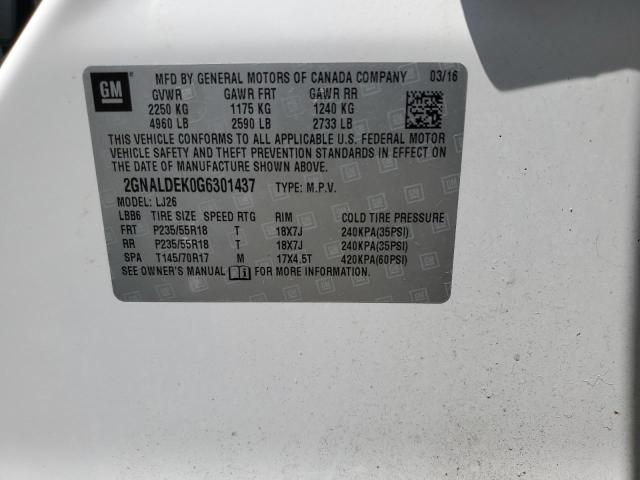 GM
MFD BY GENERAL MOTORS OF CANADA COMPANY 03/16
GVWR GAWR FRT GAWR RR
2250 KG 1175 KG 1240 KG
4960 LB 2590 LB 2733 LB
THIS VEHICLE CONFORMS TO ALL APPLICABLE U.S. FEDERAL MOTOR
VEHICLE SAFETY AND THEFT PREVENTION STANDARDS IN EFFECT ON
THE DATE OF MANUFACTURE SHOWN ABOVE.
2GNALDEK0G6301437 TYPE: M.P.V.
MODEL: LJ26
LBB6 TIRE SIZE SPEED RTG RIM COLD TIRE PRESSURE
FRT P235/55R18 T 18X7J 240KPA(35PSI)
RR P235/55R18 T 18X7J 240KPA(35PSI)
SPA T145/70R17 M 17X4.5T 420KPA(60PSI)
SEE OWNER'S MANUAL FOR MORE INFORMATION